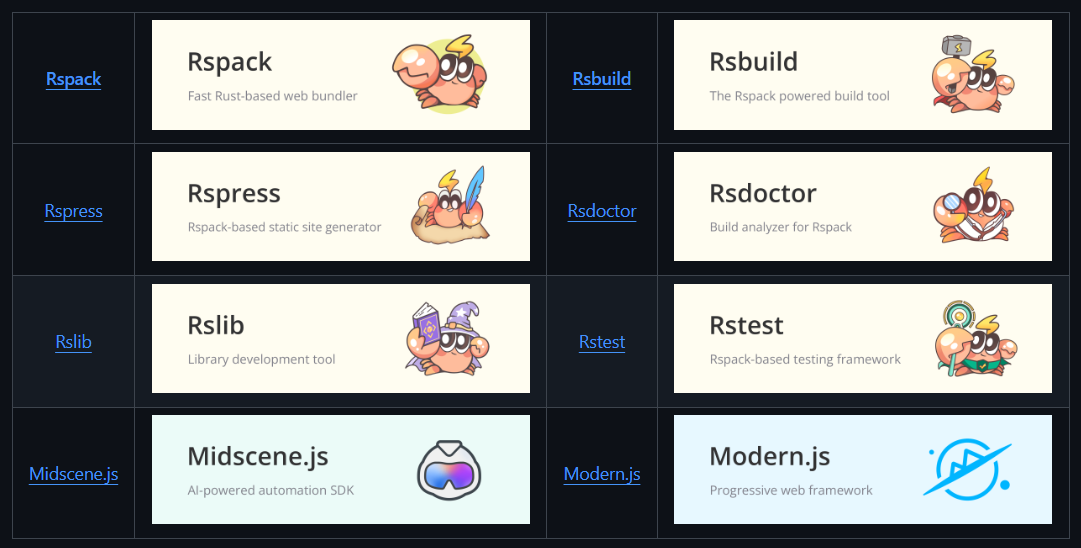 Rspack
Rspack
Fast Rust-based web bundler
Rsbuild
Rsbuild
The Rspack powered build tool
Rspress
Rspress
Rspack-based static site generator
Rsdoctor
Rsdoctor
Build analyzer for Rspack
Rslib
Rslib
Library development tool
Rstest
Rstest
Rspack-based testing framework
Midscene.js
Midscene.js
AI-powered automation SDK
Modern.js
Modern.js
Progressive web framework